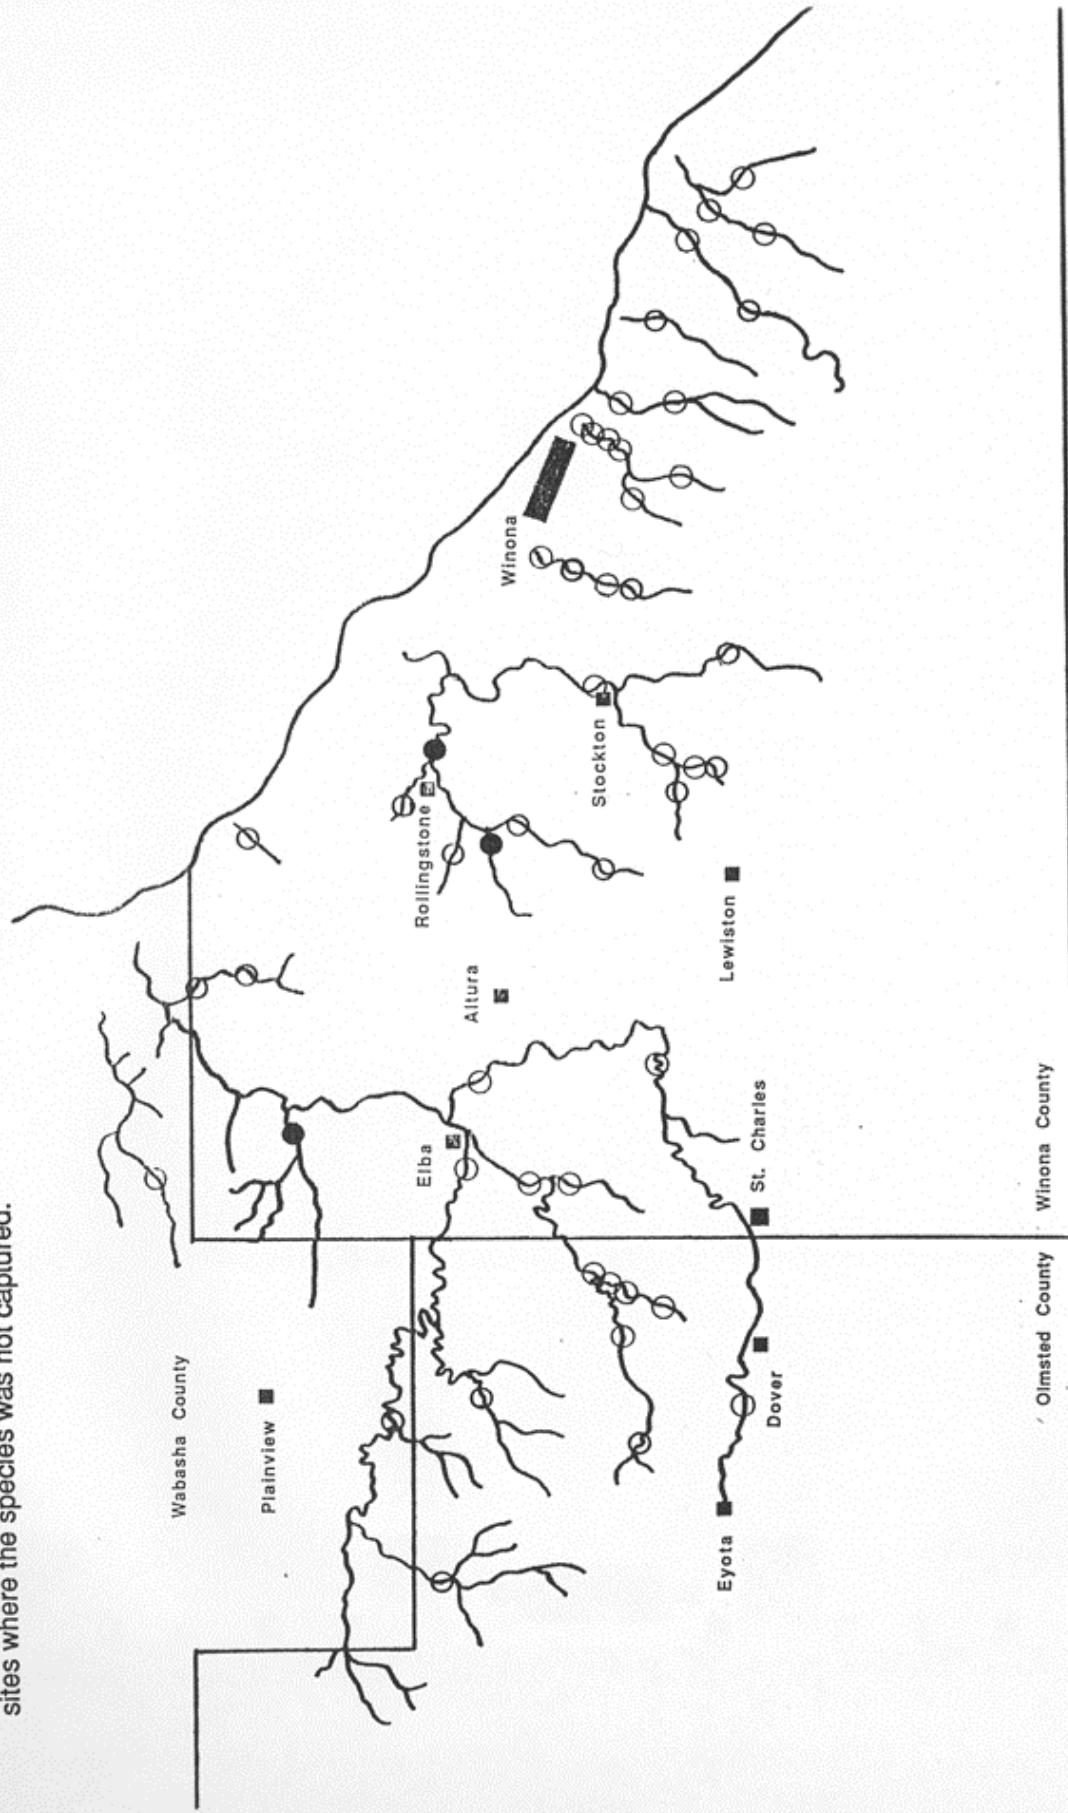 sites where the species was not captured.
Wabasha County
Plainview
Elba
Altura
Rollingstone
Winona
Stockton
Lewiston
St. Charles
Dover
Eyota
Olmsted County
Winona County